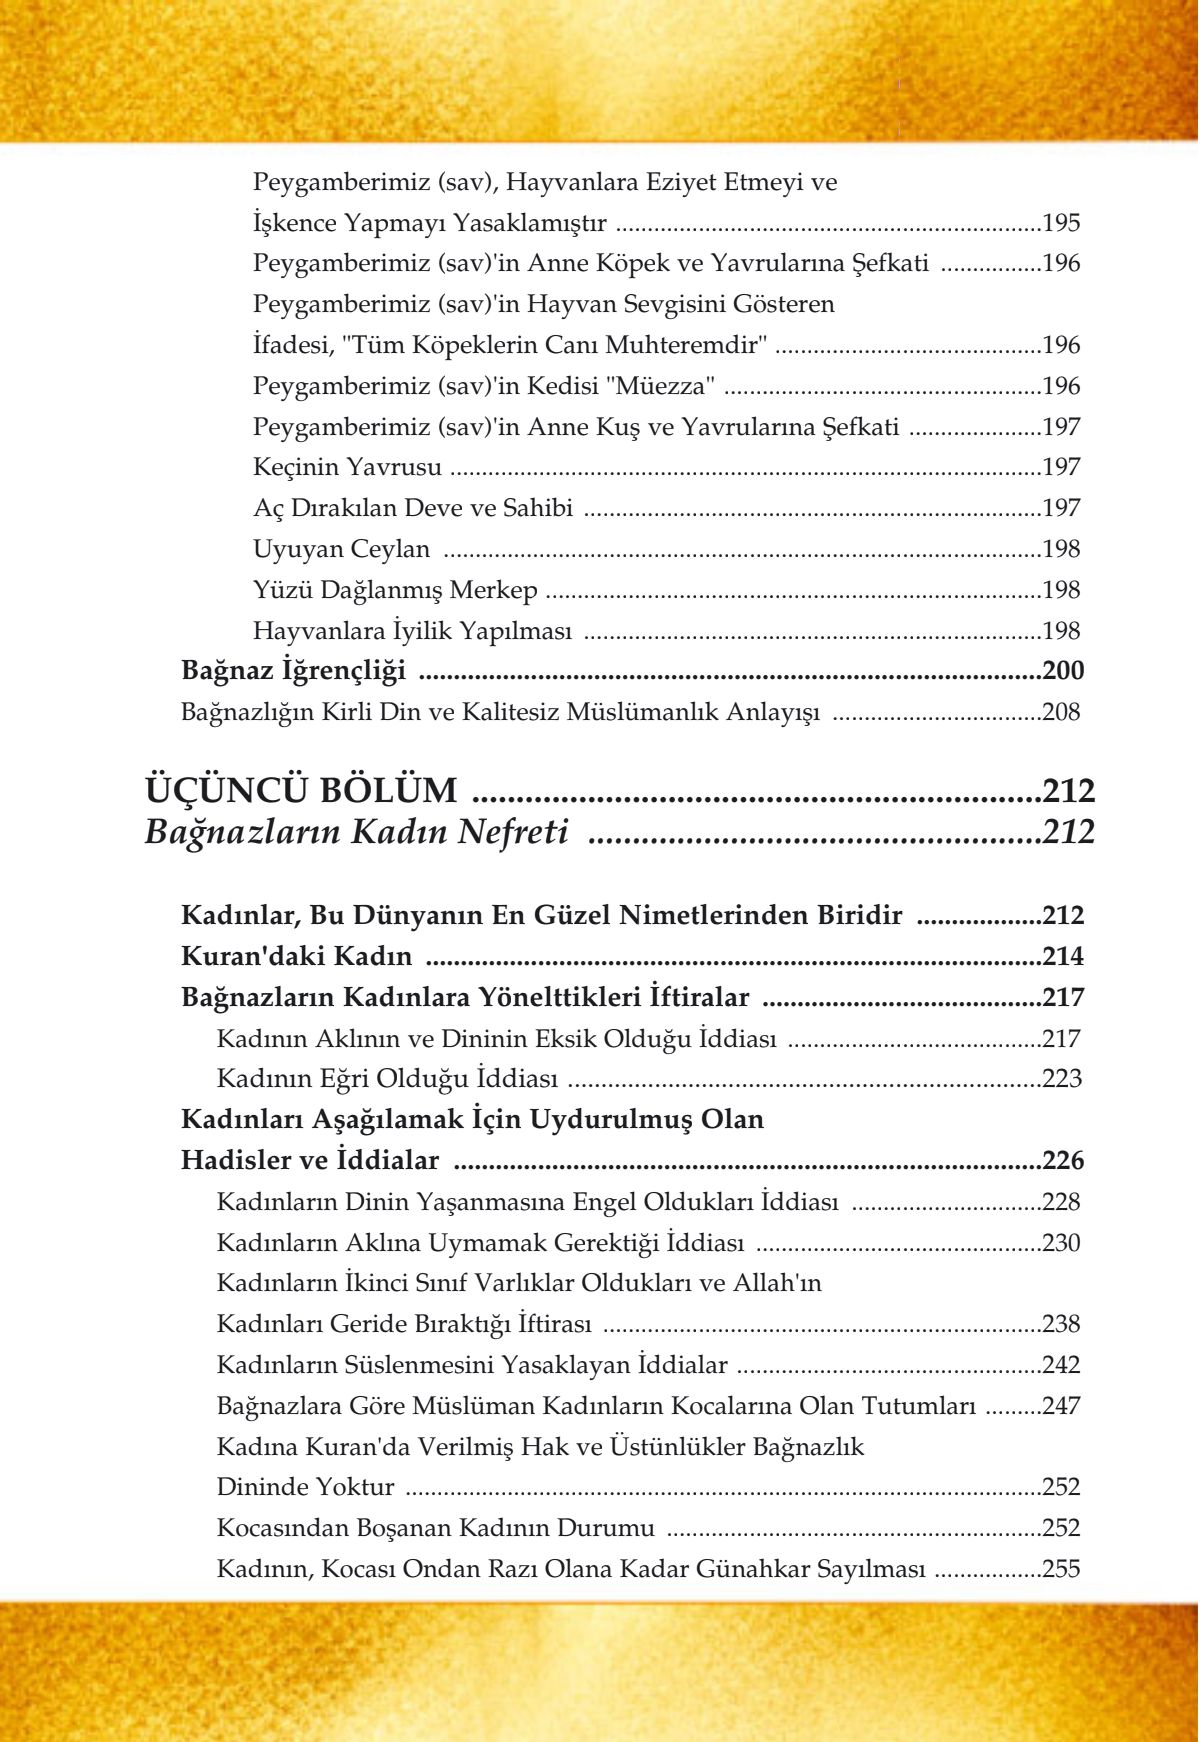 Peygamberimiz (sav), Hayvanlara Eziyet Etmeyi ve
İşkence Yapmayı Yasaklamıştır ....................................................................195
Peygamberimiz (sav)'in Anne Köpek ve Yavrularına Şefkati ................196
Peygamberimiz (sav)'in Hayvan Sevgisini Gösteren
İfadesi, "Tüm Köpeklerin Canı Muhteremdir" ..........................................196
Peygamberimiz (sav)'in Kedisi "Müezza" ..................................................196
Peygamberimiz (sav)'in Anne Kuş ve Yavrularına Şefkati .....................197
Keçinin Yavrusu .............................................................................................197
Aç Dırakılan Deve ve Sahibi ........................................................................197
Uyuyan Ceylan ..............................................................................................198
Yüzü Dağlanmış Merkep ..............................................................................198
Hayvanlara İyilik Yapılması ........................................................................198
Bağnaz İğrençliği ..........................................................................................200
Bağnazlığın Kirli Din ve Kalitesiz Müslümanlık Anlayışı .................................208
ÜÇÜNCÜ BÖLÜM ................................................................212
Bağnazların Kadın Nefreti ...................................................212
Kadınlar, Bu Dünyanın En Güzel Nimetlerinden Biridir ..................212
Kuran'daki Kadın .........................................................................................214
Bağnazların Kadınlara Yönelttikleri İftiralar ........................................217
Kadının Aklının ve Dininin Eksik Olduğu İddiası ........................................217
Kadının Eğri Olduğu İddiası ...........................................................................223
Kadınları Aşağılamak İçin Uydurulmuş Olan
Hadisler ve İddialar .....................................................................................226
Kadınların Dinin Yaşanmasına Engel Oldukları İddiası ..............................228
Kadınların Aklına Uymamak Gerektiği İddiası .............................................230
Kadınların İkinci Sınıf Varlıklar Oldukları ve Allah'ın
Kadınları Geride Bıraktığı İftirası .....................................................................238
Kadınların Süslenmesini Yasaklayan İddialar ................................................242
Bağnazlara Göre Müslüman Kadınların Kocalarına Olan Tutumları .........247
Kadına Kuran'da Verilmiş Hak ve Üstünlükler Bağnazlık
Dininde Yoktur ....................................................................................................252
Kocasından Boşanan Kadının Durumu ...........................................................252
Kadının, Kocası Ondan Razı Olana Kadar Günahkar Sayılması .................255